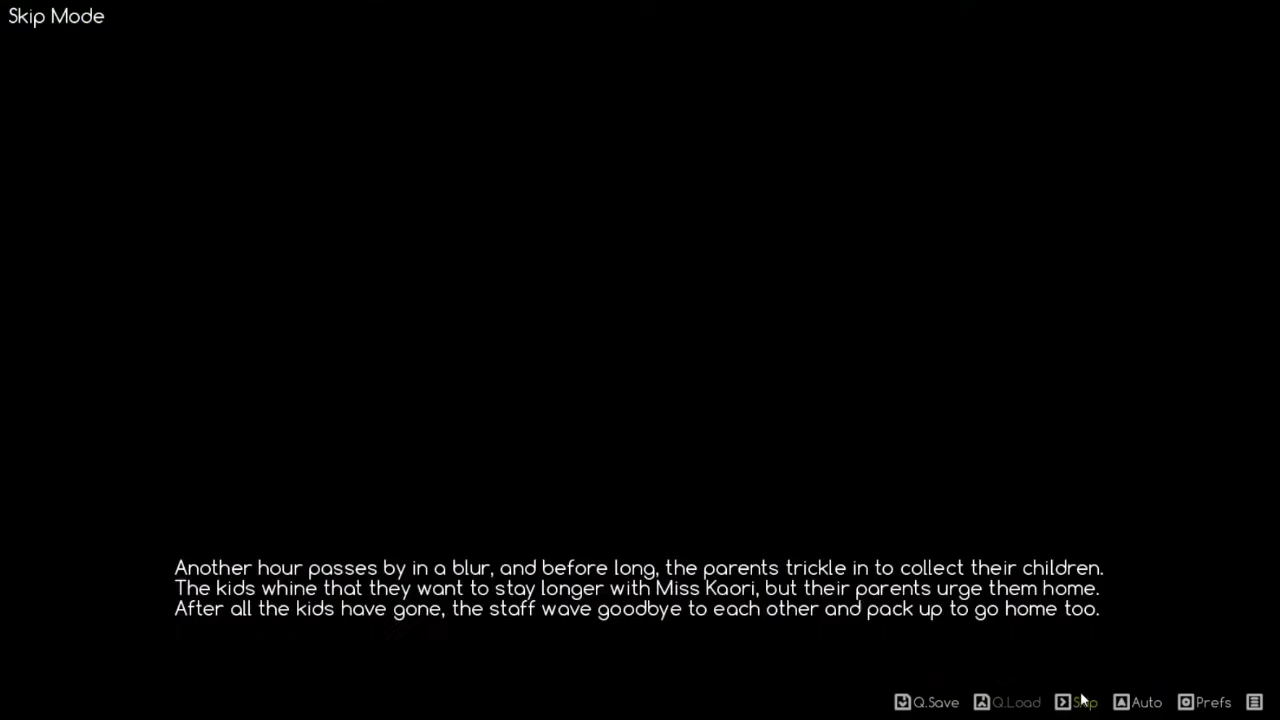 Skip Mode
Another hour passes by in a blur, and before long, the parents trickle in to collect their children.
The kids whine that they want to stay longer with Miss Kaori, but their parents urge them home.
After all the kids have gone, the staff wave goodbye to each other and pack up to go home too.
Q.Save Q.Load Skip Auto Prefs